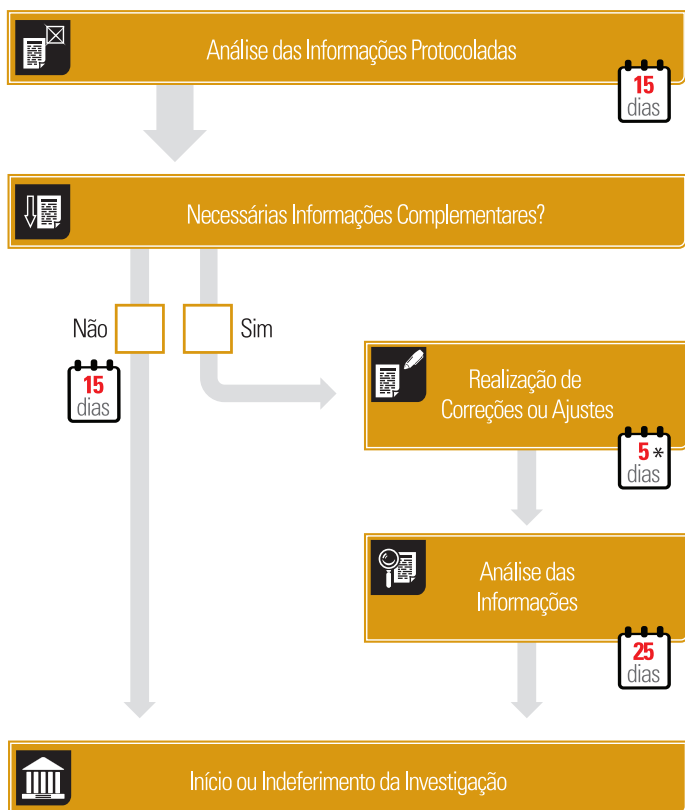 Análise das Informações Protocoladas
15
dias
Necessárias Informações Complementares?
Não
Sim
15
dias
Realização de
Correções ou Ajustes
5 *
dias
Análise das
Informações
25
dias
Início ou Indeferimento da Investigação